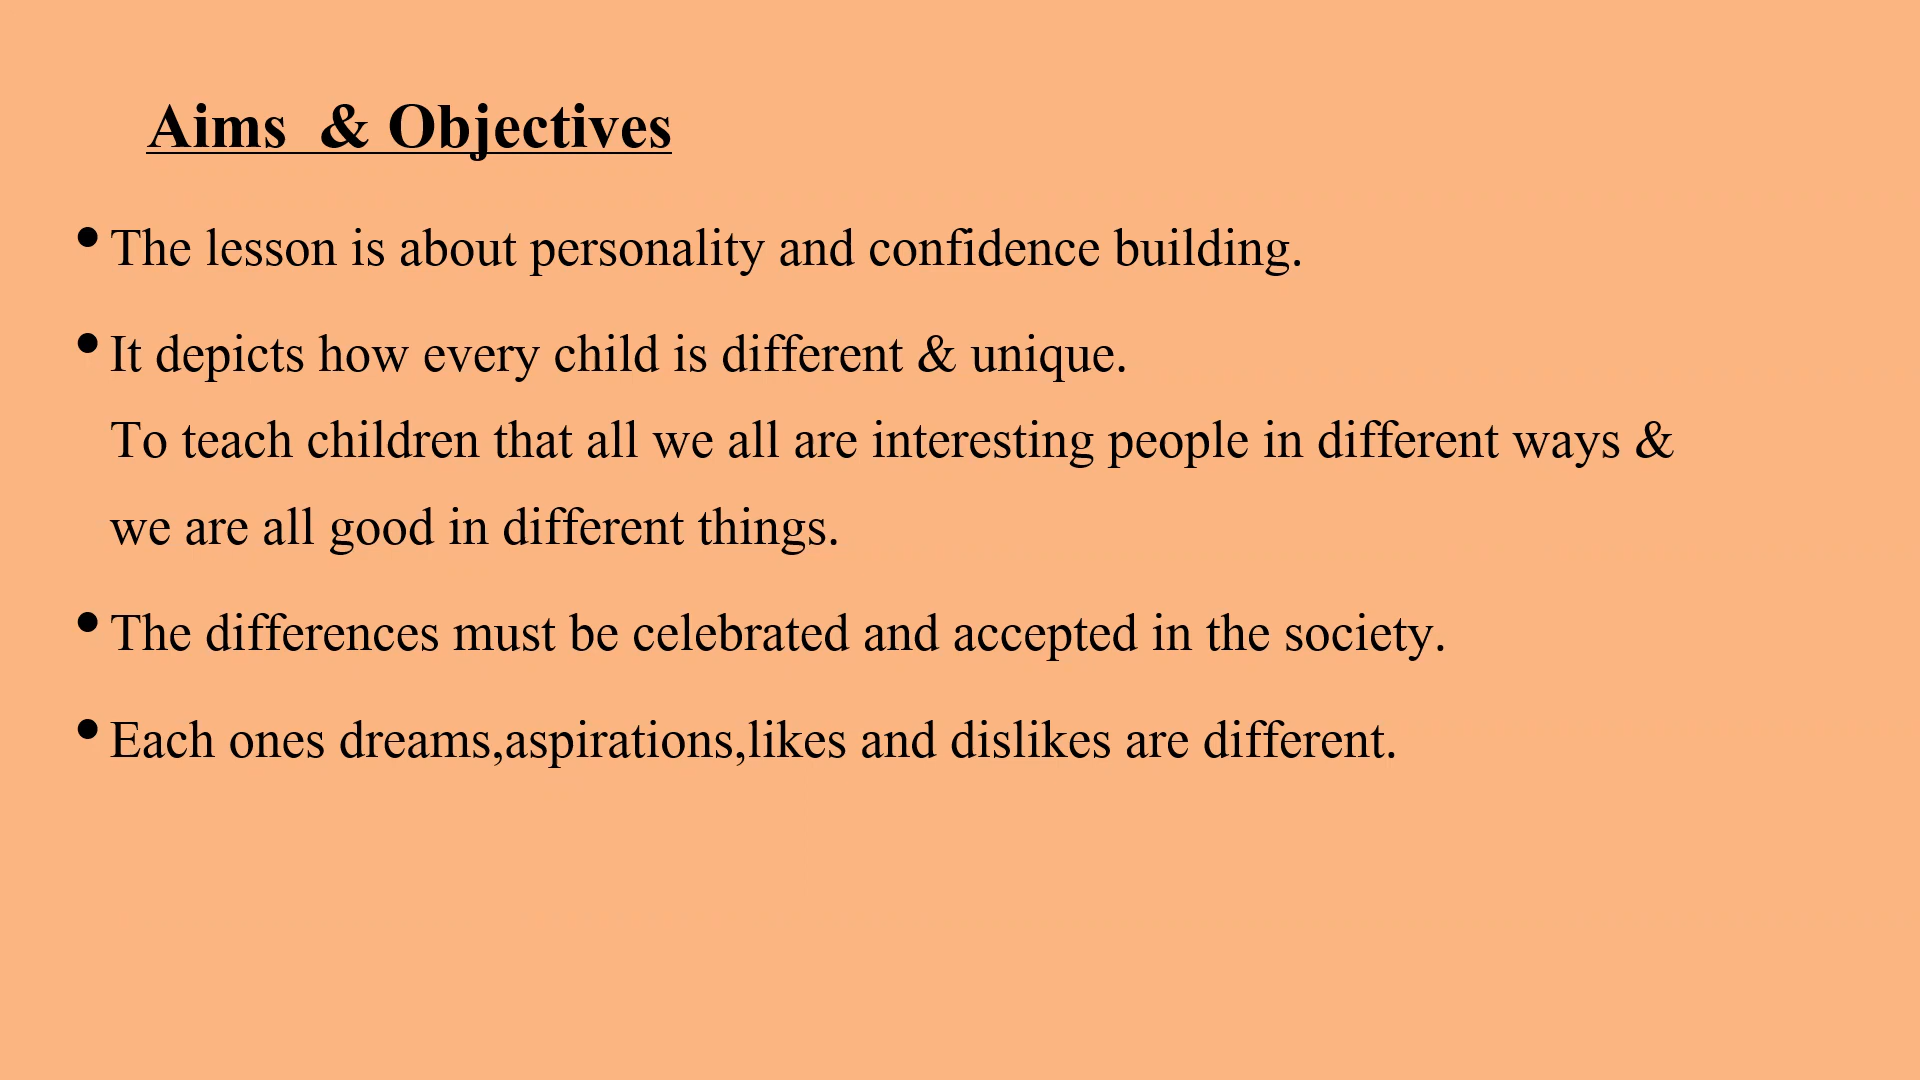 Aims  & Objectives
• The lesson is about personality and confidence building.
• It depicts how every child is different & unique.
To teach children that all we all are interesting people in different ways &
we are all good in different things.
• The differences must be celebrated and accepted in the society.
• Each ones dreams,aspirations,likes and dislikes are different.